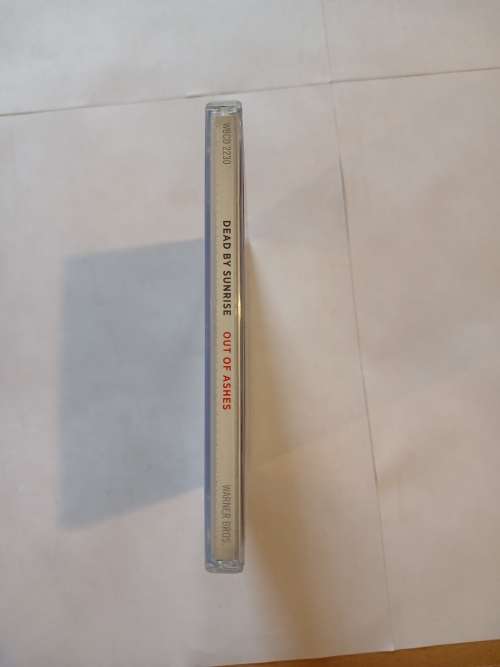 WBCD 2230
DEAD BY SUNRISE OUT OF ASHES
WARNER BROS